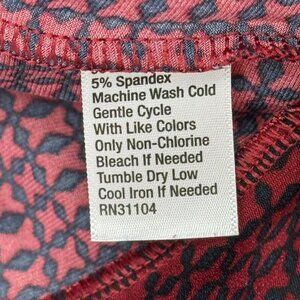 5% Spandex
Machine Wash Cold
Gentle Cycle
With Like Colors
Only Non-Chlorine
Bleach If Needed
Tumble Dry Low
Cool Iron If Needed
RN31104